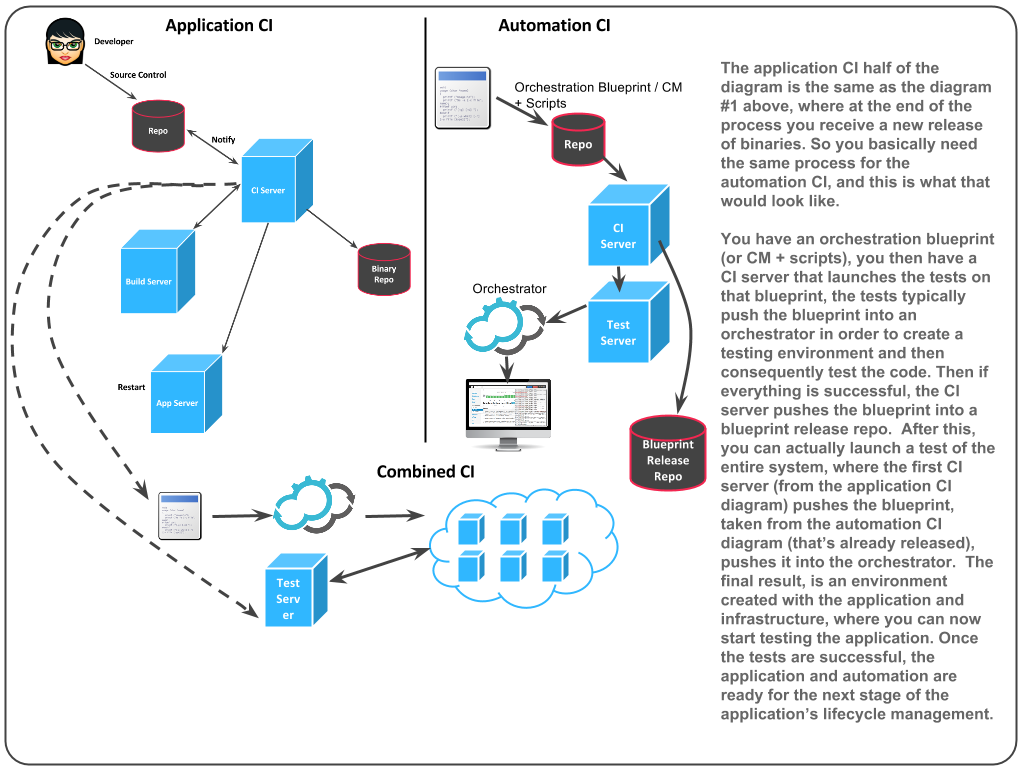 Application CI
Developer
Source Control
Repo
Notify
CI Server
Build Server
Binary
Repo
Restart
App Server
Automation CI
Orchestration Blueprint / CM
+ Scripts
Repo
CI
Server
Orchestrator
Test
Server
Blueprint
Release
Repo
Combined CI
Test
Serv
er
The application CI half of the
diagram is the same as the diagram
#1 above, where at the end of the
process you receive a new release
of binaries. So you basically need
the same process for the
automation CI, and this is what that
would look like.
You have an orchestration blueprint
(or CM + scripts), you then have a
CI server that launches the tests on
that blueprint, the tests typically
push the blueprint into an
orchestrator in order to create a
testing environment and then
consequently test the code. Then if
everything is successful, the CI
server pushes the blueprint into a
blueprint release repo.  After this,
you can actually launch a test of the
entire system, where the first CI
server (from the application CI
diagram) pushes the blueprint,
taken from the automation CI
diagram (that's already released),
pushes it into the orchestrator.  The
final result, is an environment
created with the application and
infrastructure, where you can now
start testing the application. Once
the tests are successful, the
application and automation are
ready for the next stage of the
application's lifecycle management.